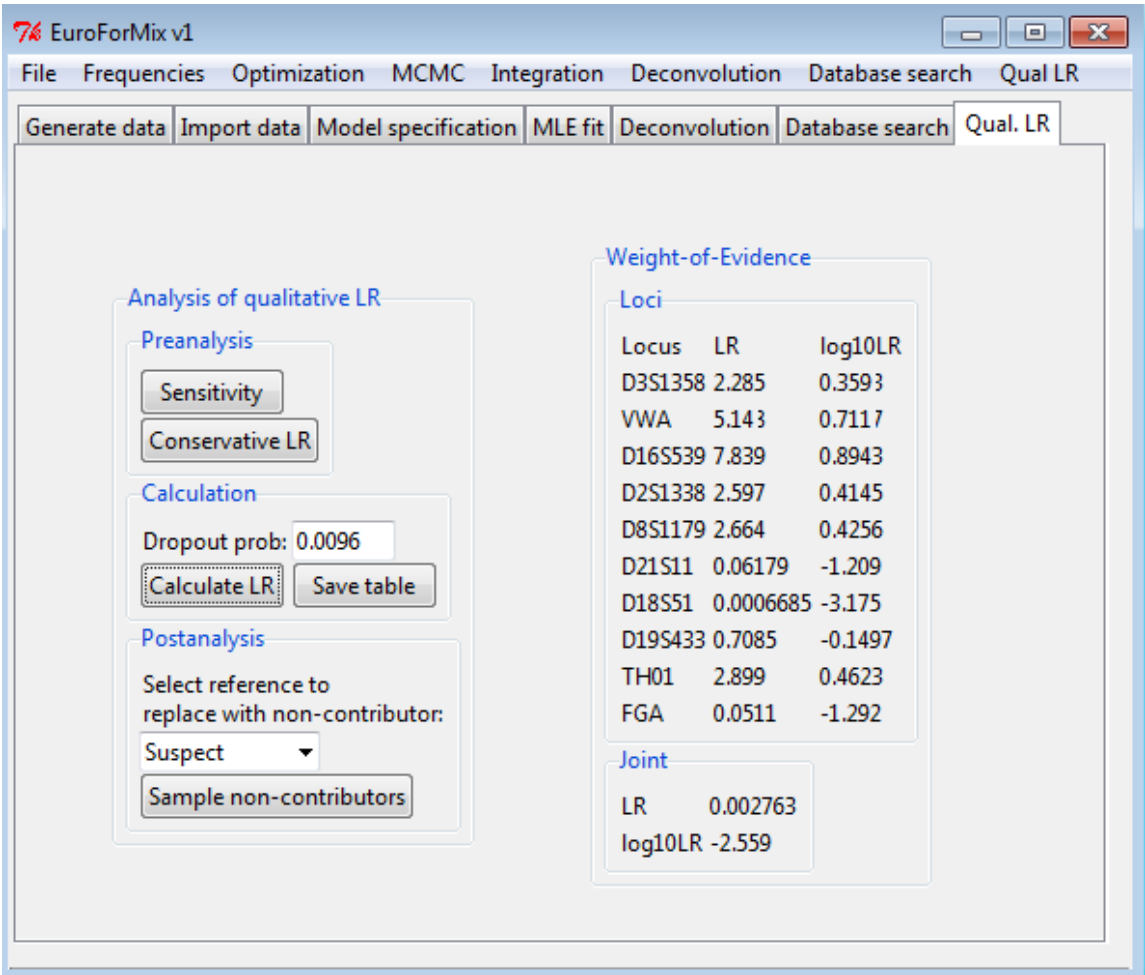 EuroForMix v1
File Frequencies Optimization MCMC Integration Deconvolution Database search Qual LR
Generate data Import data Model specification MLE fit Deconvolution Database search Qual. LR
Analysis of qualitative LR
Preanalysis
Sensitivity
Conservative LR
Calculation
Dropout prob: 0.0096
Calculate LR Save table
Postanalysis
Select reference to
replace with non-contributor:
Suspect
Sample non-contributors
Weight-of-Evidence
Loci
Locus LR log10LR
D3S1358 2.285 0.3593
VWA 5.143 0.7117
D16S539 7.839 0.8943
D2S1338 2.597 0.4145
D8S1179 2.664 0.4256
D21S11 0.06179 -1.209
D18S51 0.0006685 -3.175
D19S433 0.7085 -0.1497
TH01 2.899 0.4623
FGA 0.0511 -1.292
Joint
LR 0.002763
log10LR -2.559